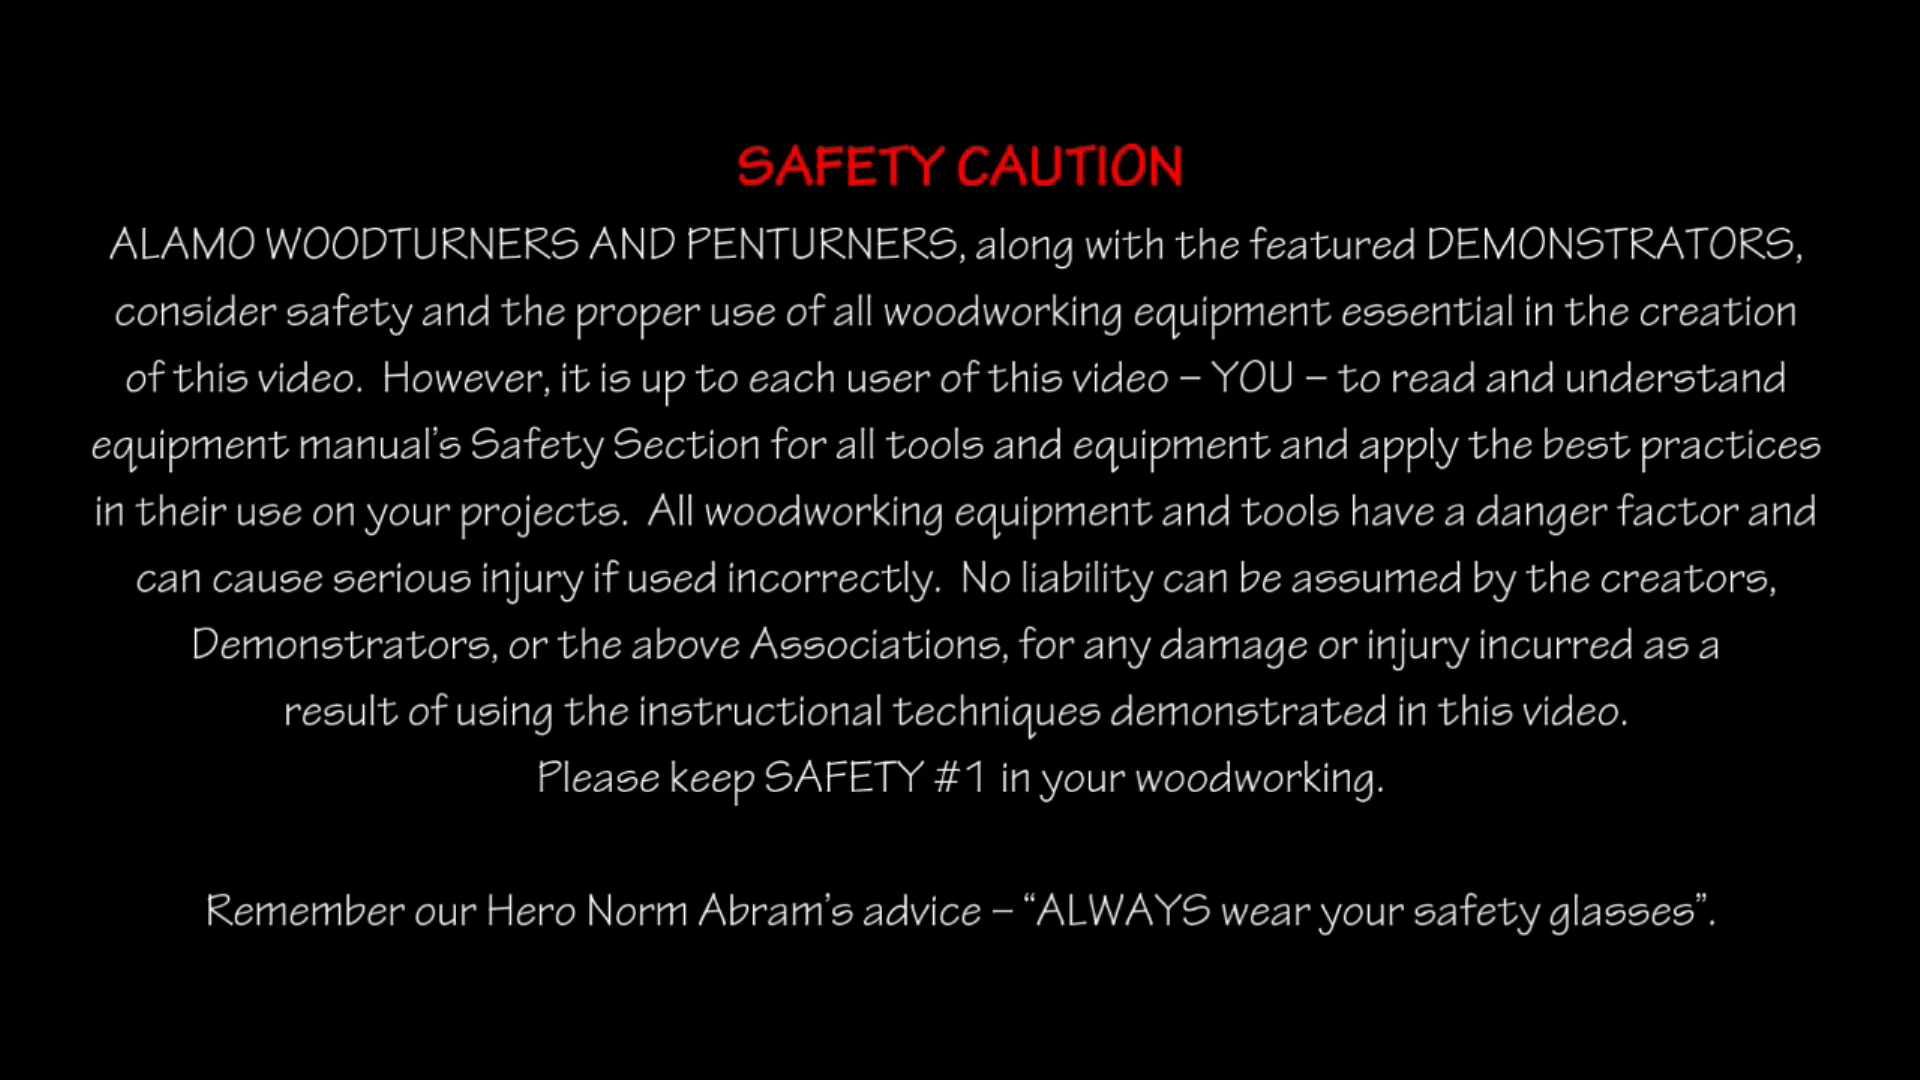 SAFETY CAUTION
ALAMO WOODTURNERS AND PENTURNERS, along with the featured DEMONSTRATORS,
consider safety and the proper use of all woodworking equipment essential in the creation
of this video.  However, it is up to each user of this video – YOU – to read and understand
equipment manual’s Safety Section for all tools and equipment and apply the best practices
in their use on your projects.  All woodworking equipment and tools have a danger factor and
can cause serious injury if used incorrectly.  No liability can be assumed by the creators,
Demonstrators, or the above Associations, for any damage or injury incurred as a
result of using the instructional techniques demonstrated in this video.
Please keep SAFETY #1 in your woodworking.
Remember our Hero Norm Abram’s advice – “ALWAYS wear your safety glasses”.